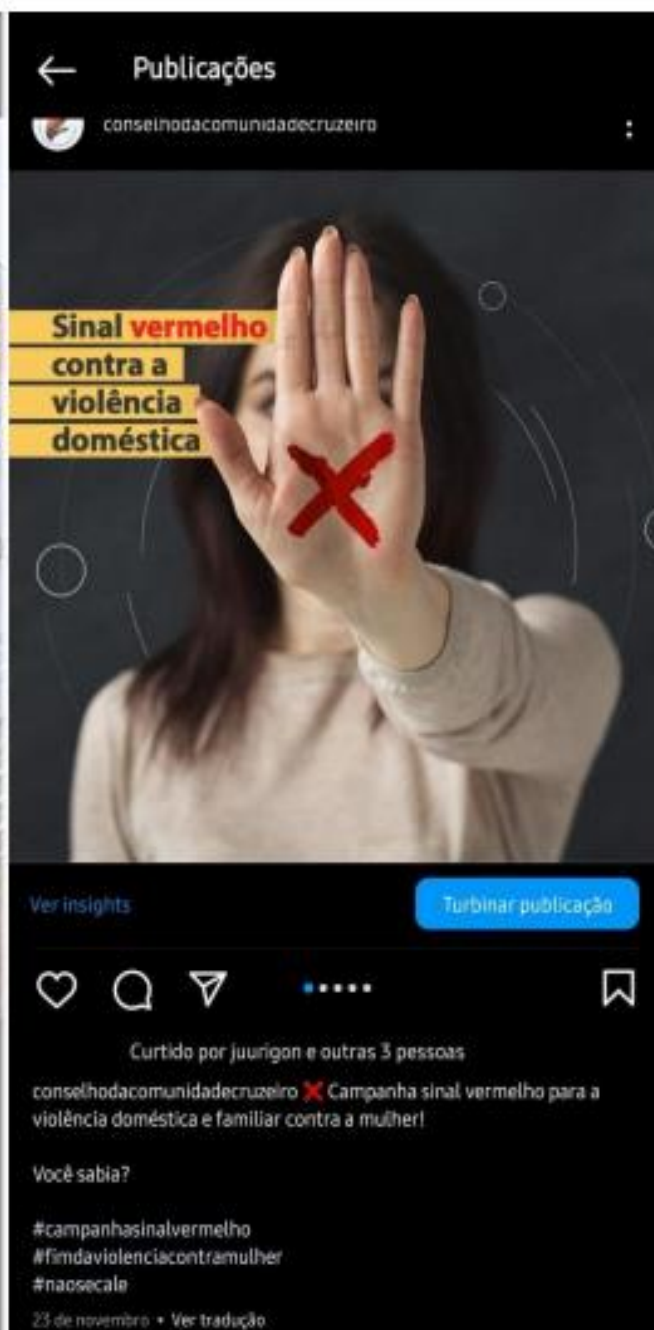 Publicações
conselhodacomunidadecruzeiro
Sinal vermelho
contra a
violência
doméstica
Ver insights
Turbinar publicação
Curtido por juurigon e outras 3 pessoas
conselhodacomunidadecruzeiro ❌ Campanha sinal vermelho para a
violência doméstica e familiar contra a mulher!
Você sabia?
#campanhasinalvermelho
#fimdaviolenciacontramulher
#naosecale
23 de novembro • Ver tradução